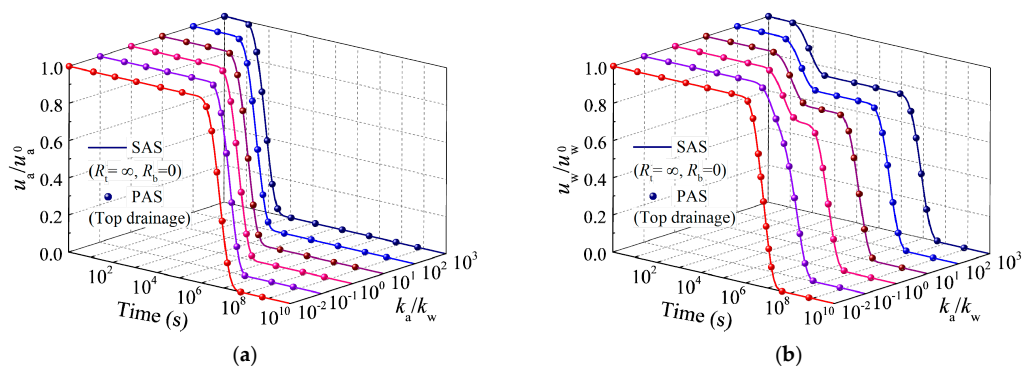 1.0
0.8
0.6
0.4
0.2
0.0
u_a/u_a^0
SAS
(R_t = ∞, R_b=0)
PAS
(Top drainage)
10^2
10^4
10^6
10^8
10^10
Time (s)
10^-2
10^-1
10^0
10^1
10^2
10^3
k_a/k_w
(a)
1.0
0.8
0.6
0.4
0.2
0.0
u_w/u_w^0
SAS
(R_t = ∞, R_b=0)
PAS
(Top drainage)
10^2
10^4
10^6
10^8
10^10
Time (s)
10^-2
10^-1
10^0
10^1
10^2
10^3
k_a/k_w
(b)